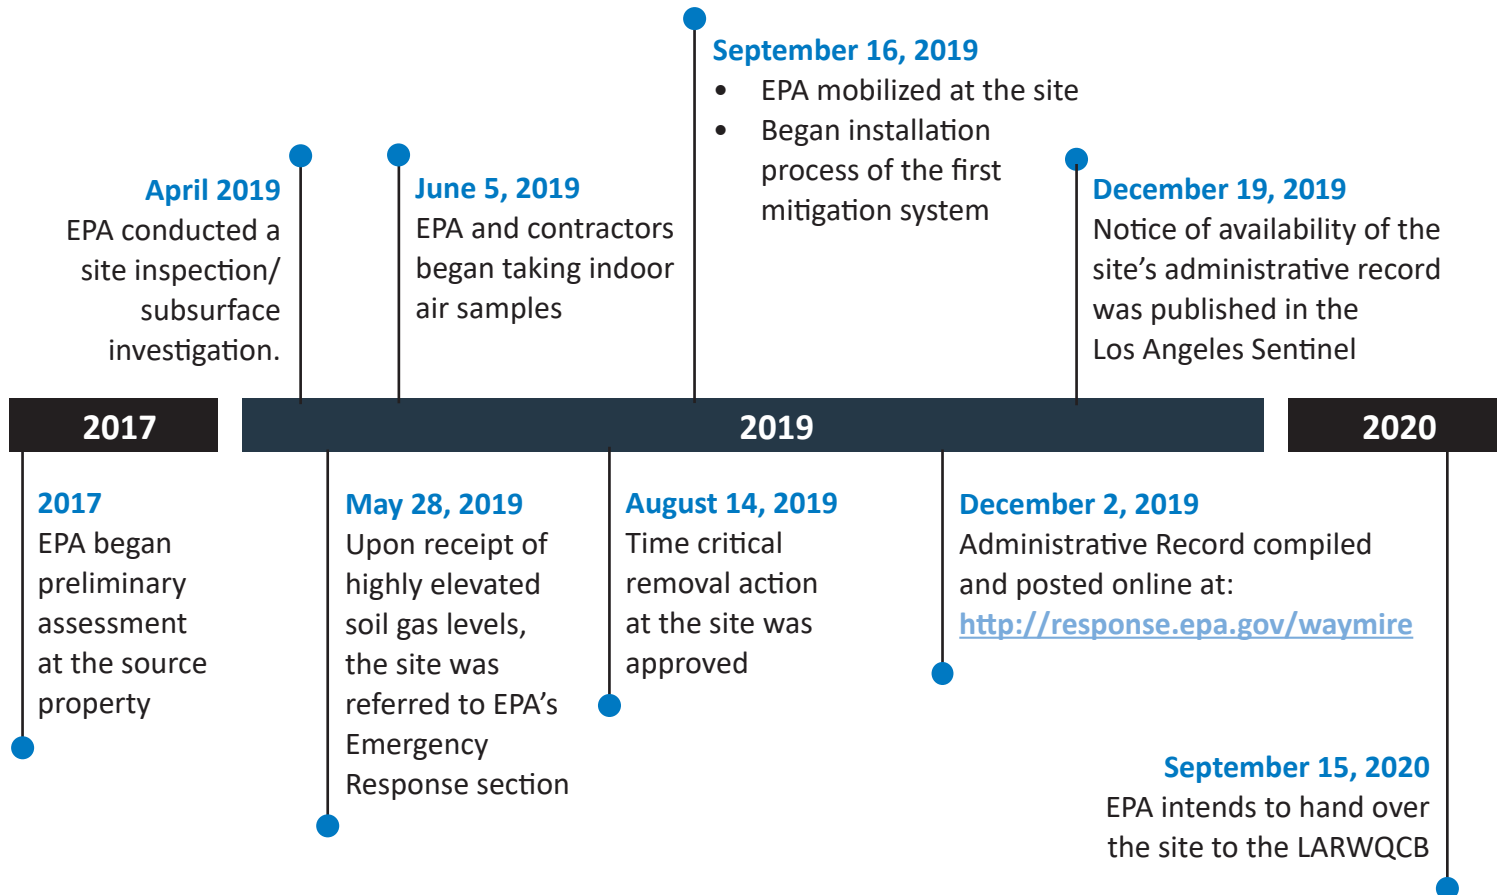 September 16, 2019
• EPA mobilized at the site
• Began installation
process of the first
mitigation system
April 2019
EPA conducted a
site inspection/
subsurface
investigation.
June 5, 2019
EPA and contractors
began taking indoor
air samples
December 19, 2019
Notice of availability of the
site’s administrative record
was published in the
Los Angeles Sentinel
2017
2019
2020
2017
EPA began
preliminary
assessment
at the source
property
May 28, 2019
Upon receipt of
highly elevated
soil gas levels,
the site was
referred to EPA’s
Emergency
Response section
August 14, 2019
Time critical
removal action
at the site was
approved
December 2, 2019
Administrative Record compiled
and posted online at:
http://response.epa.gov/waymire
September 15, 2020
EPA intends to hand over
the site to the LARWQCB